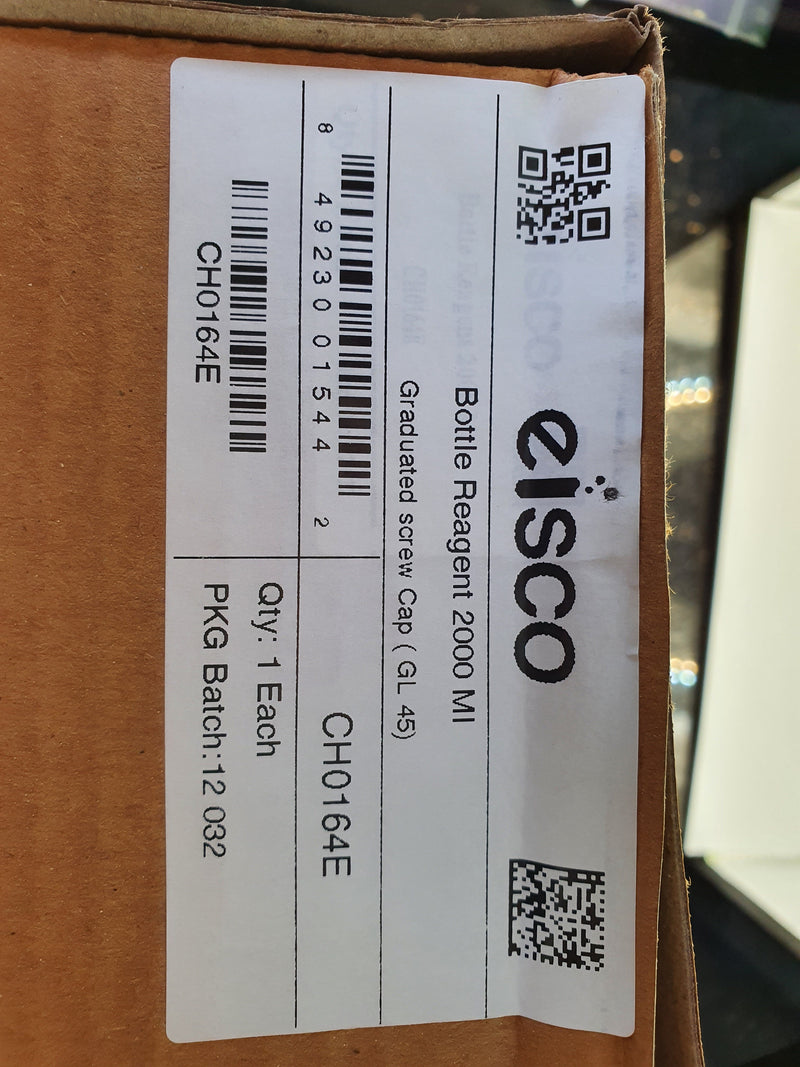 eisco
Bottle Reagent 2000 Ml
Graduated screw Cap ( GL 45)
8 49230 01544 2
CH0164E
CH0164E
Qty: 1 Each
PKG Batch:12 032